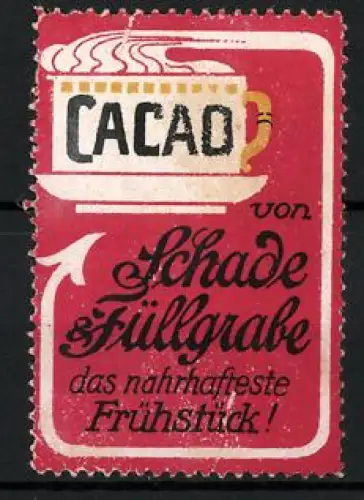 CACAO
von
Schade
& Füllgrabe
das nahrhafteste
Frühstück!